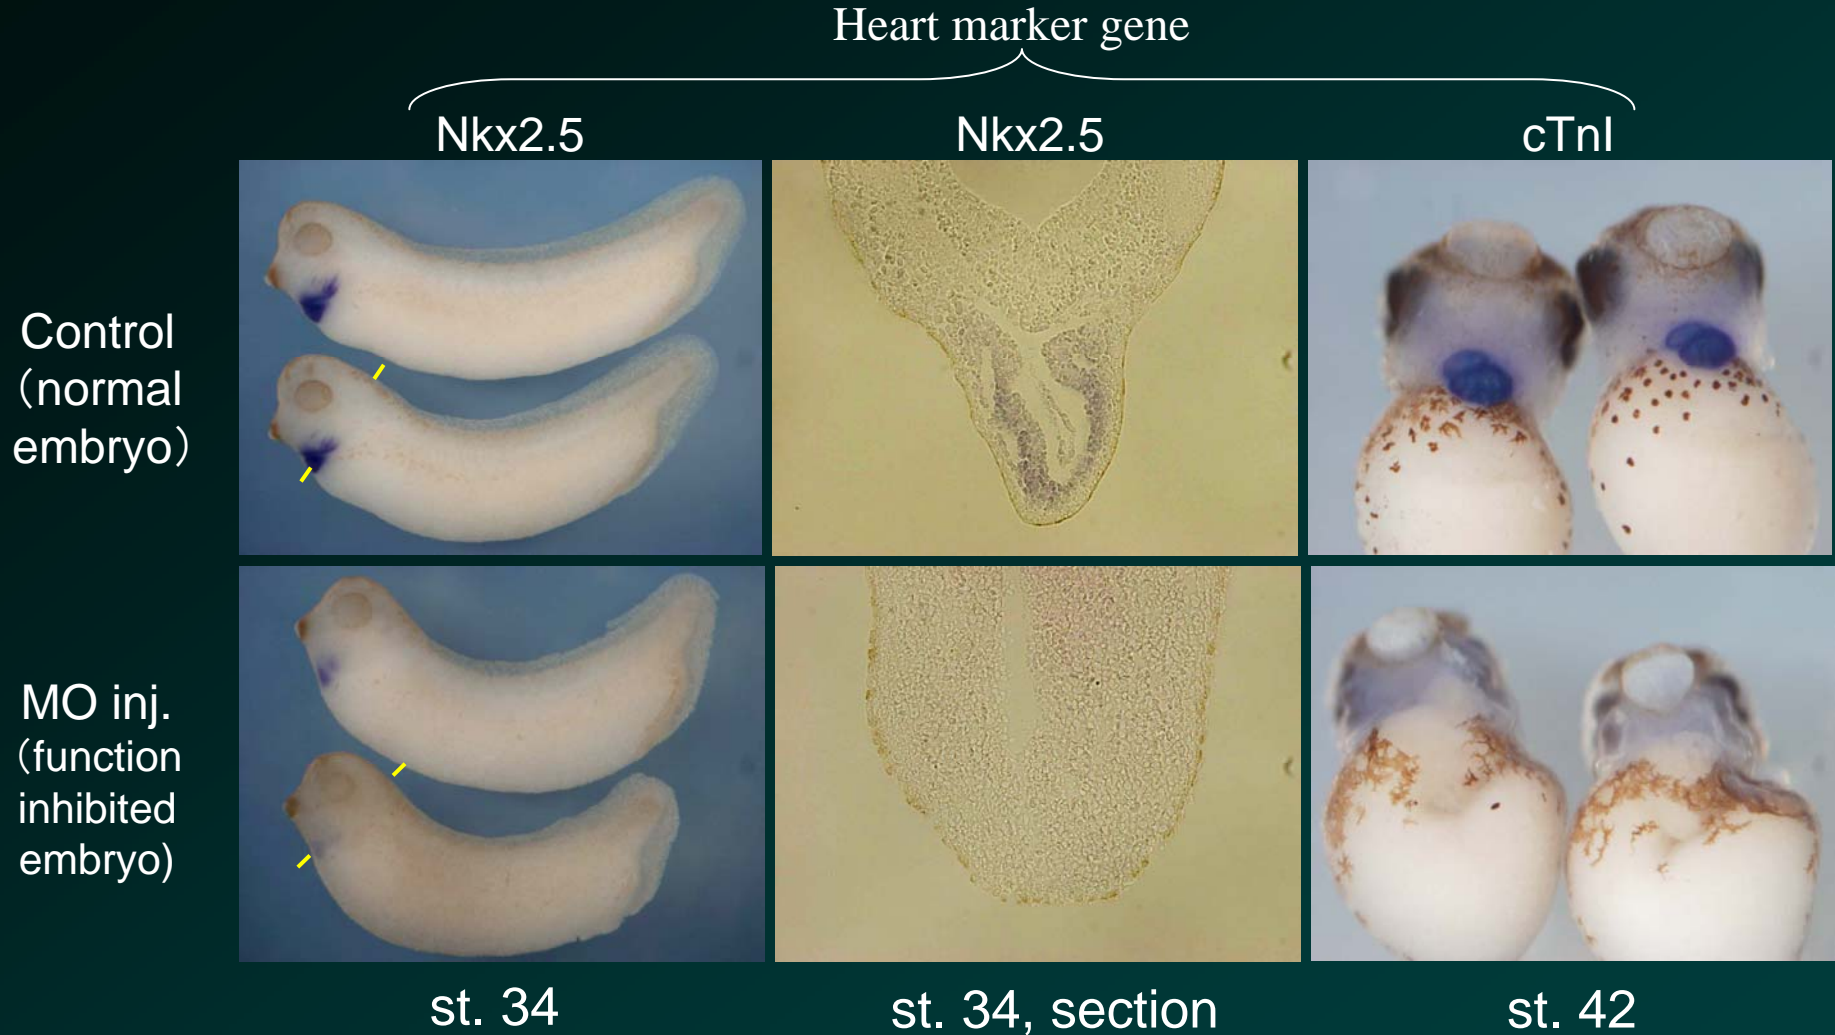 Heart marker gene
Nkx2.5
Nkx2.5
cTnI
Control
（normal
embryo）
MO inj.
（function
inhibited
embryo)
st. 34
st. 34, section
st. 42